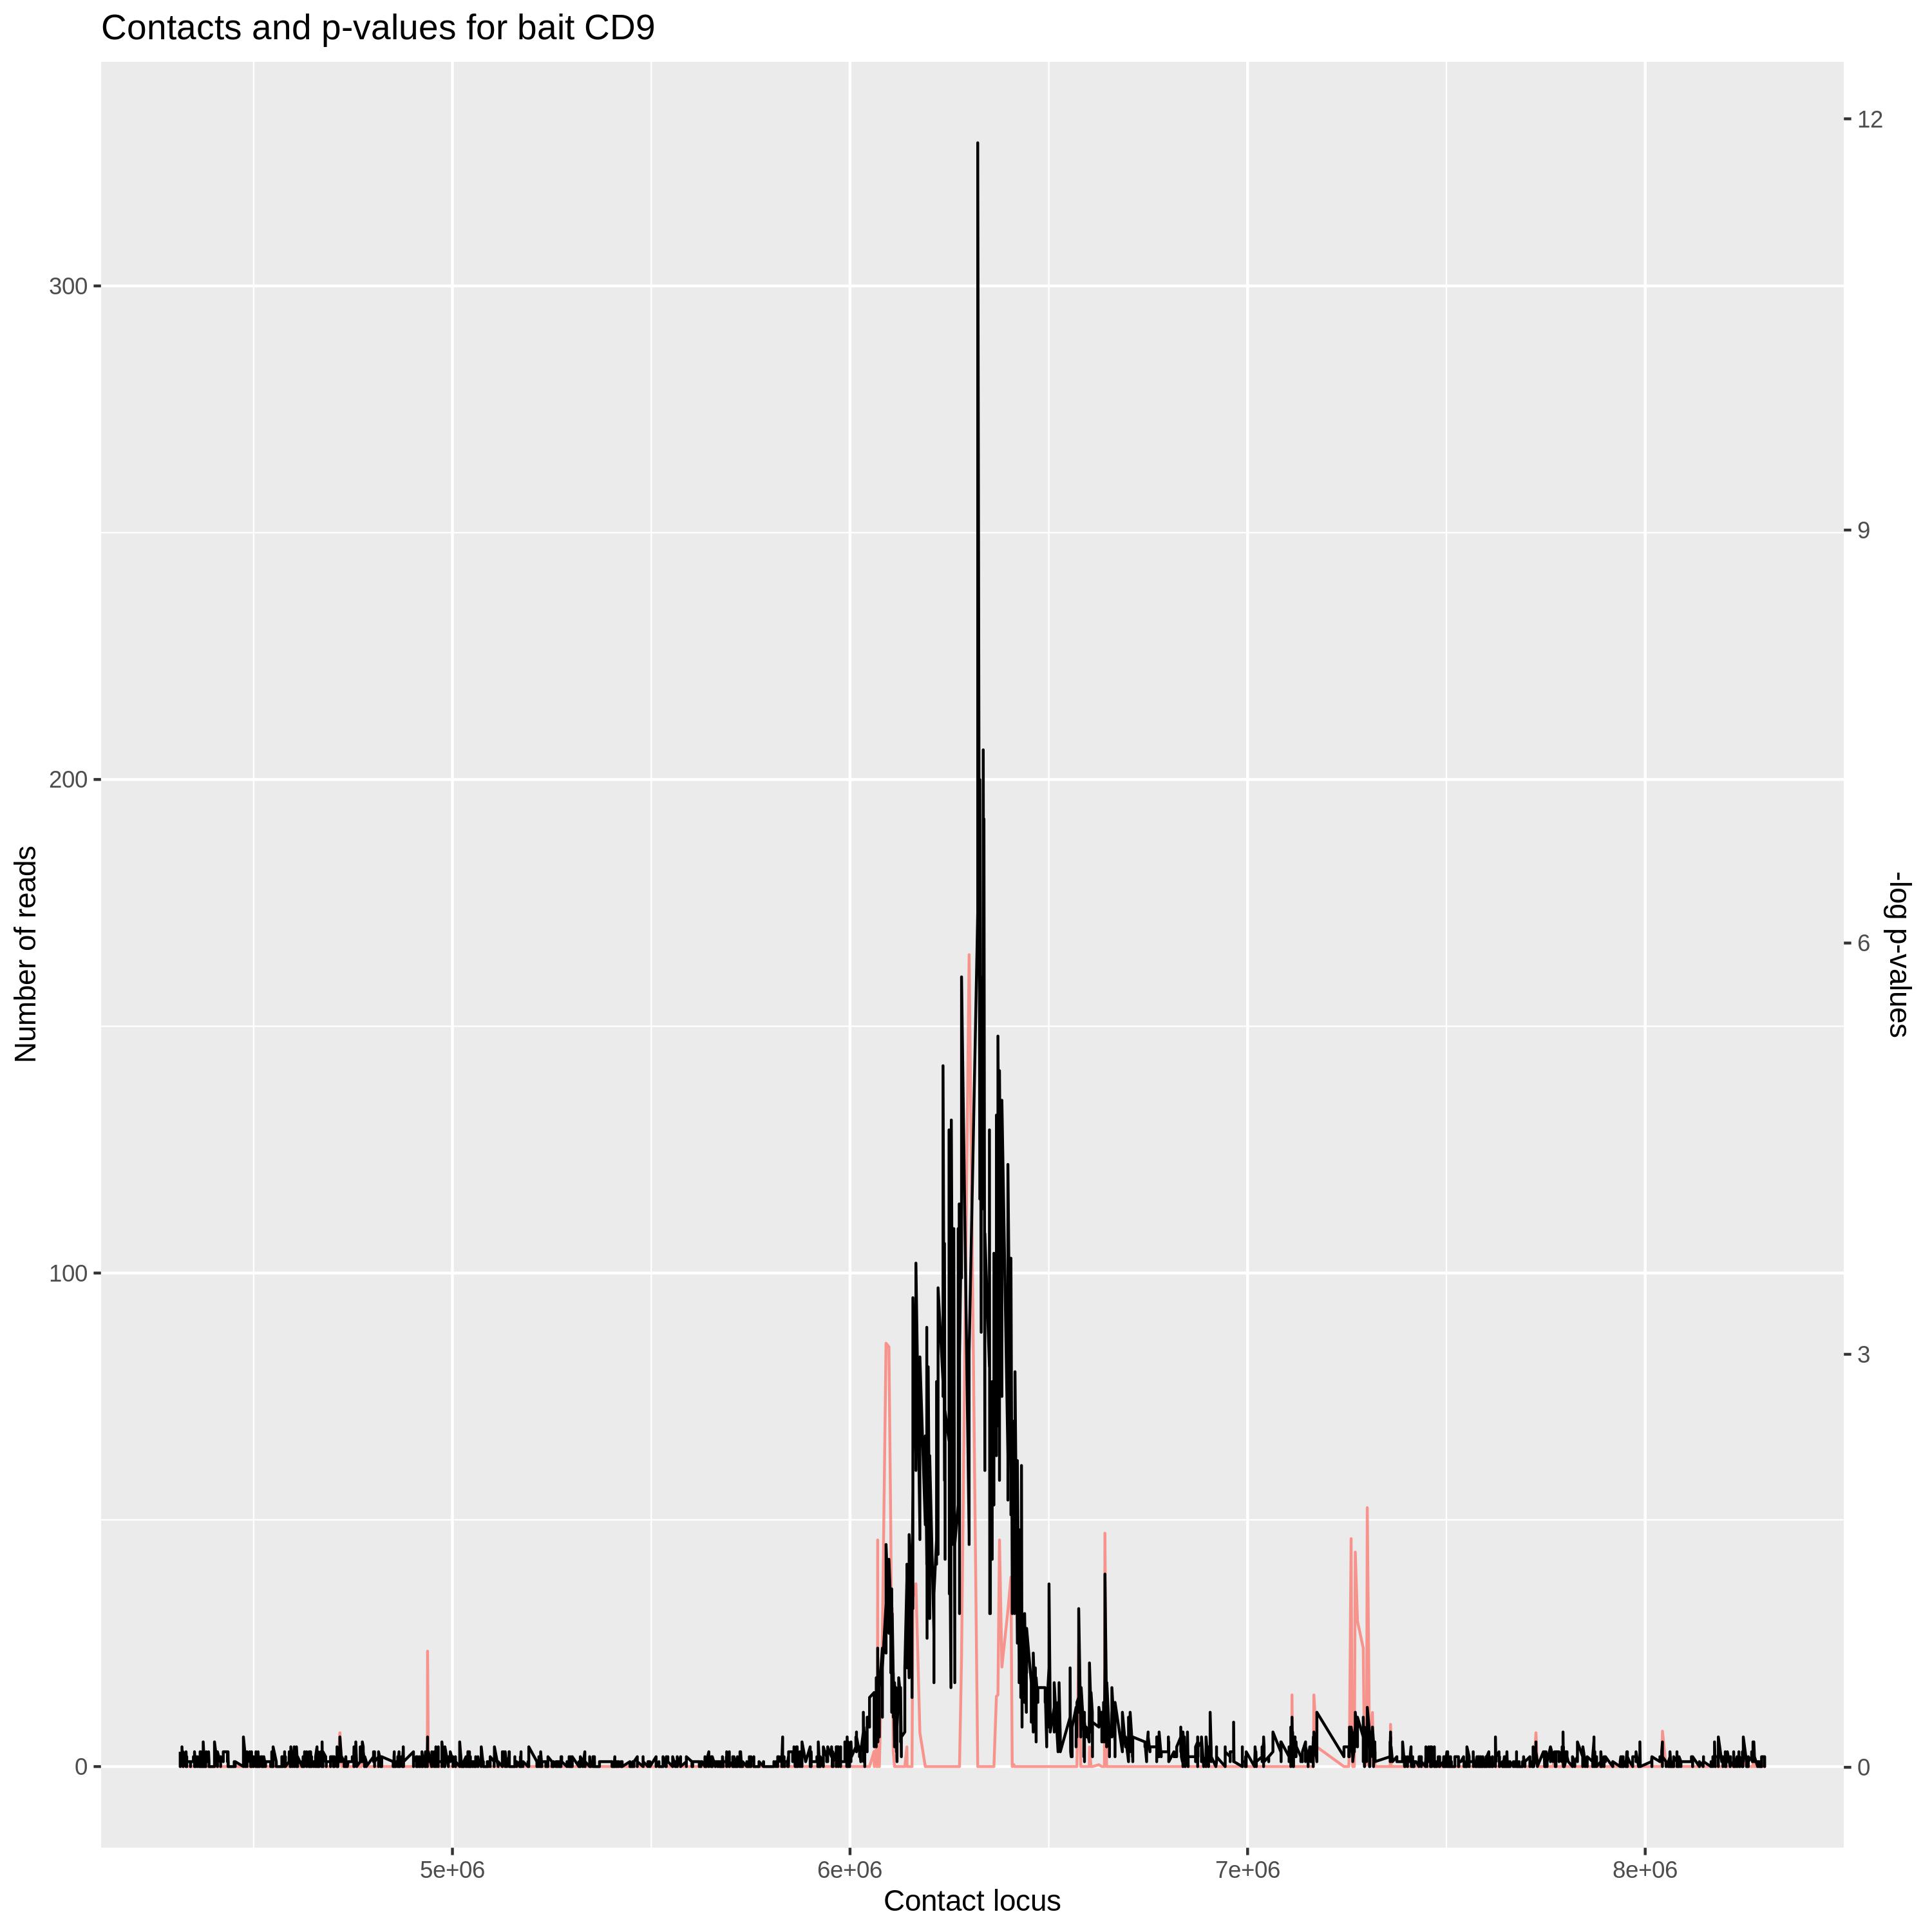 Contacts and p-values for bait CD9
300
200
100
0
12
9
6
3
0
Number of reads
-log p-values
5e+06
6e+06
7e+06
8e+06
Contact locus